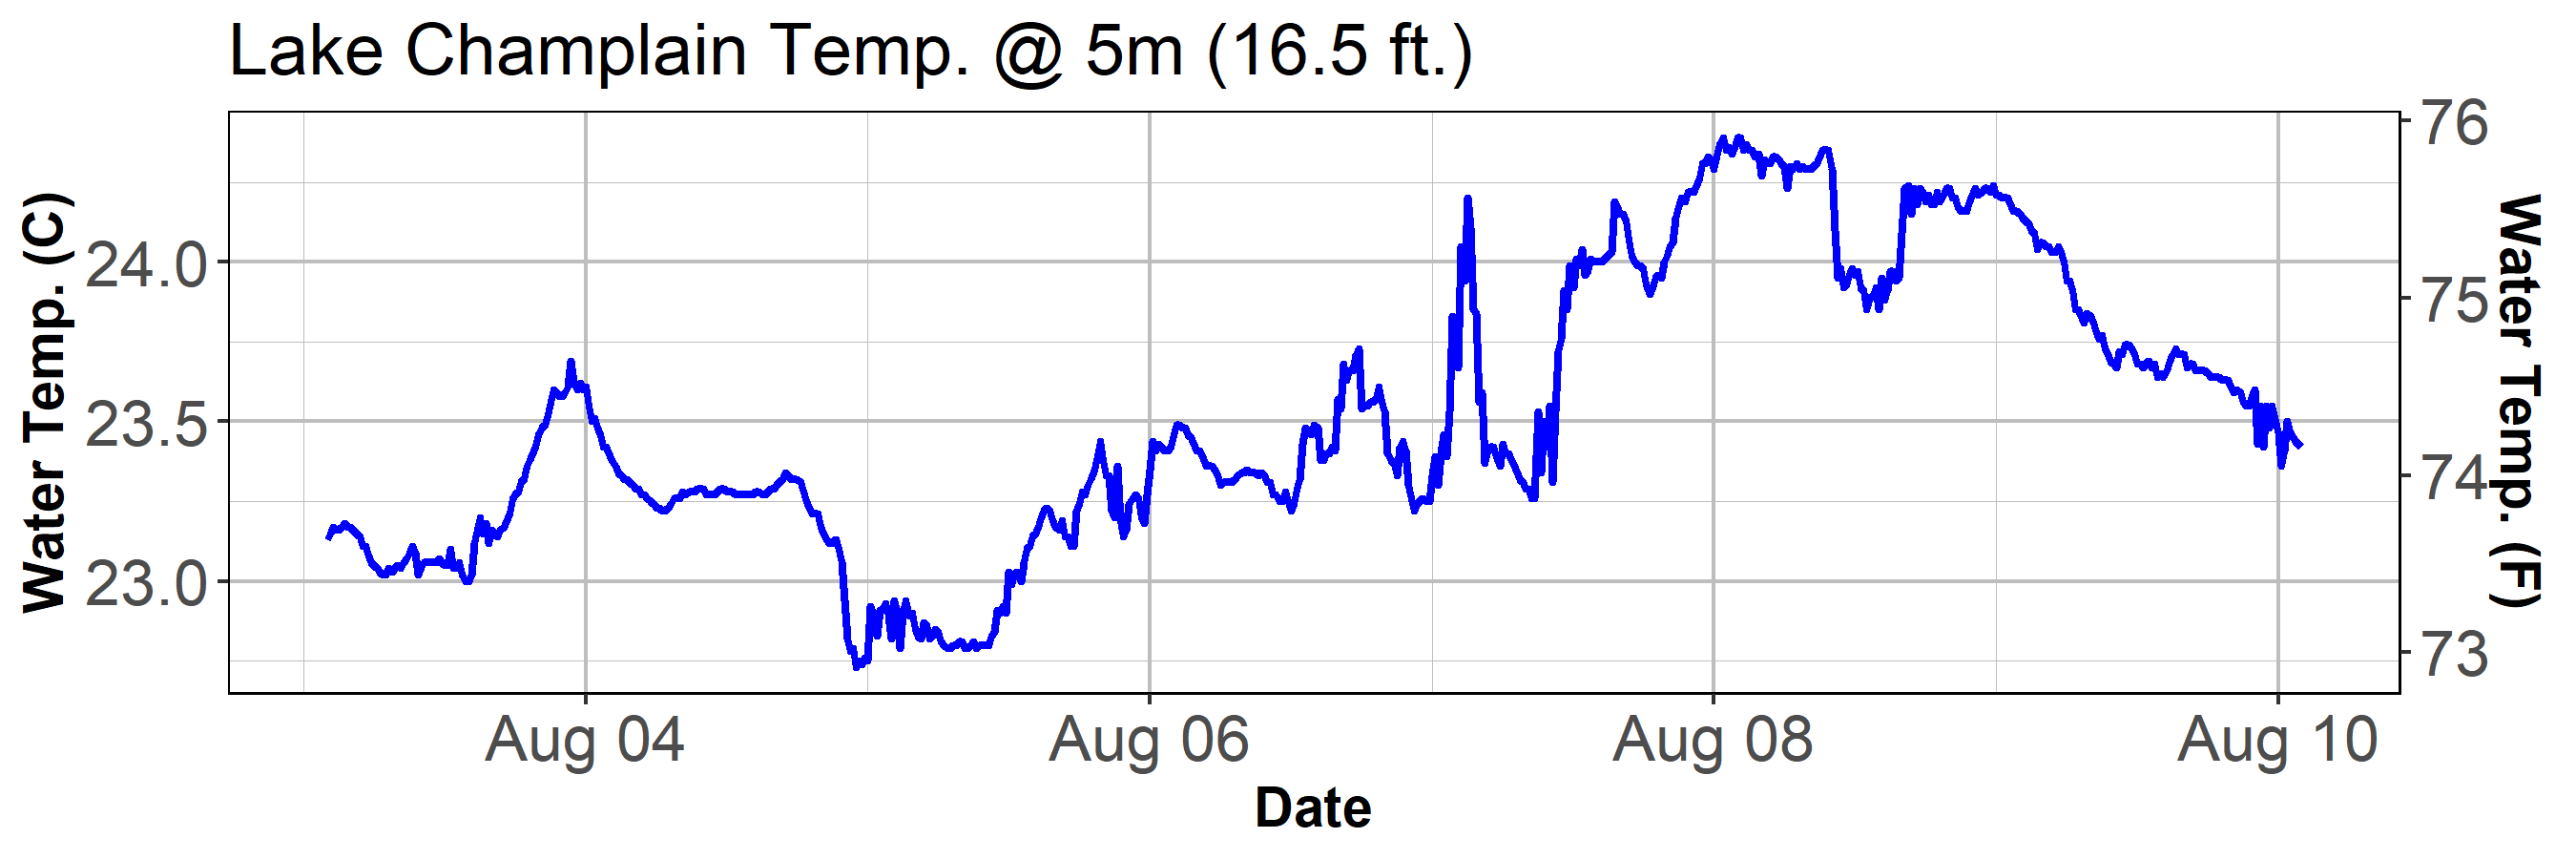 Lake Champlain Temp. @ 5m (16.5 ft.)
Water Temp. (C)
24.0
23.5
23.0
76
75
74
73
Water Temp. (F)
Aug 04
Aug 06
Aug 08
Aug 10
Date